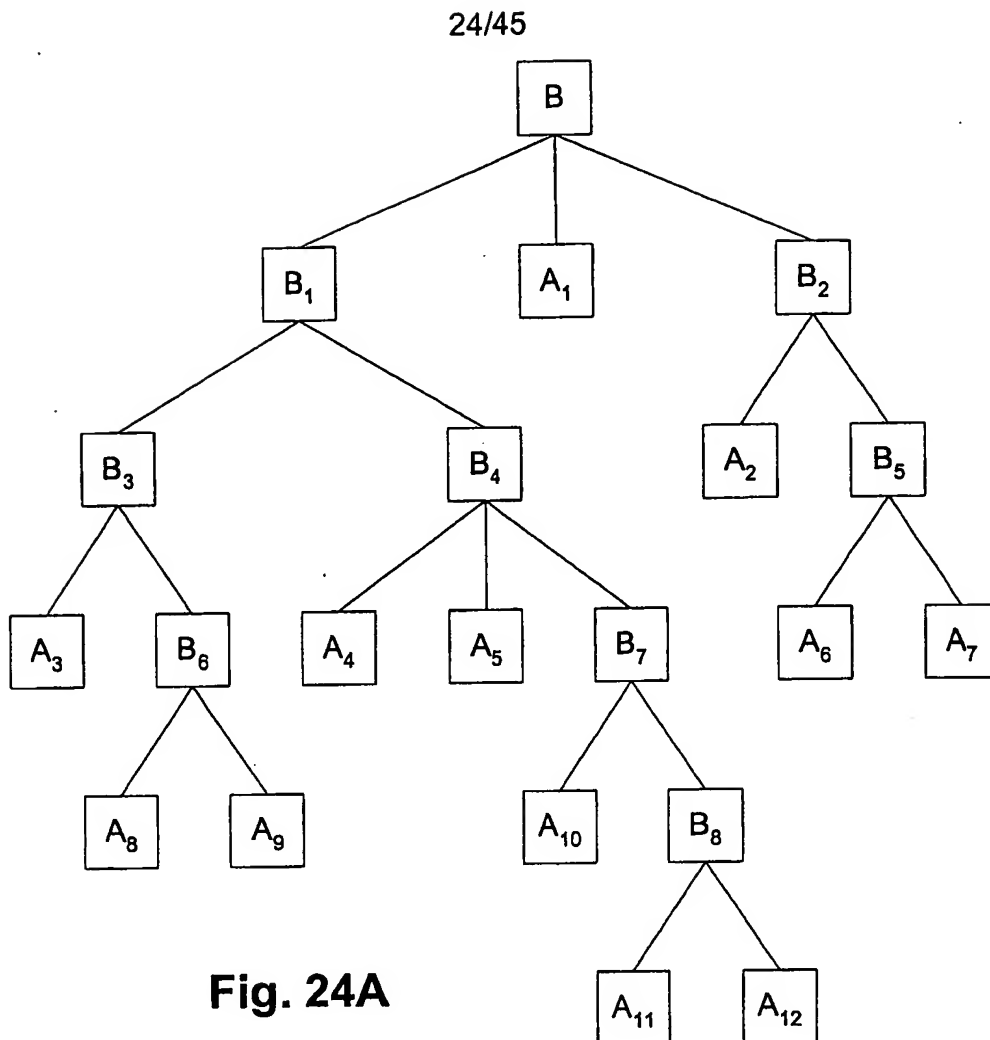 24/45
B
B₁ A₁ B₂
B₃ B₄ A₂ B₅
A₃ B₆ A₄ A₅ B₇ A₆ A₇
A₈ A₉ A₁₀ B₈
A₁₁ A₁₂
Fig. 24A